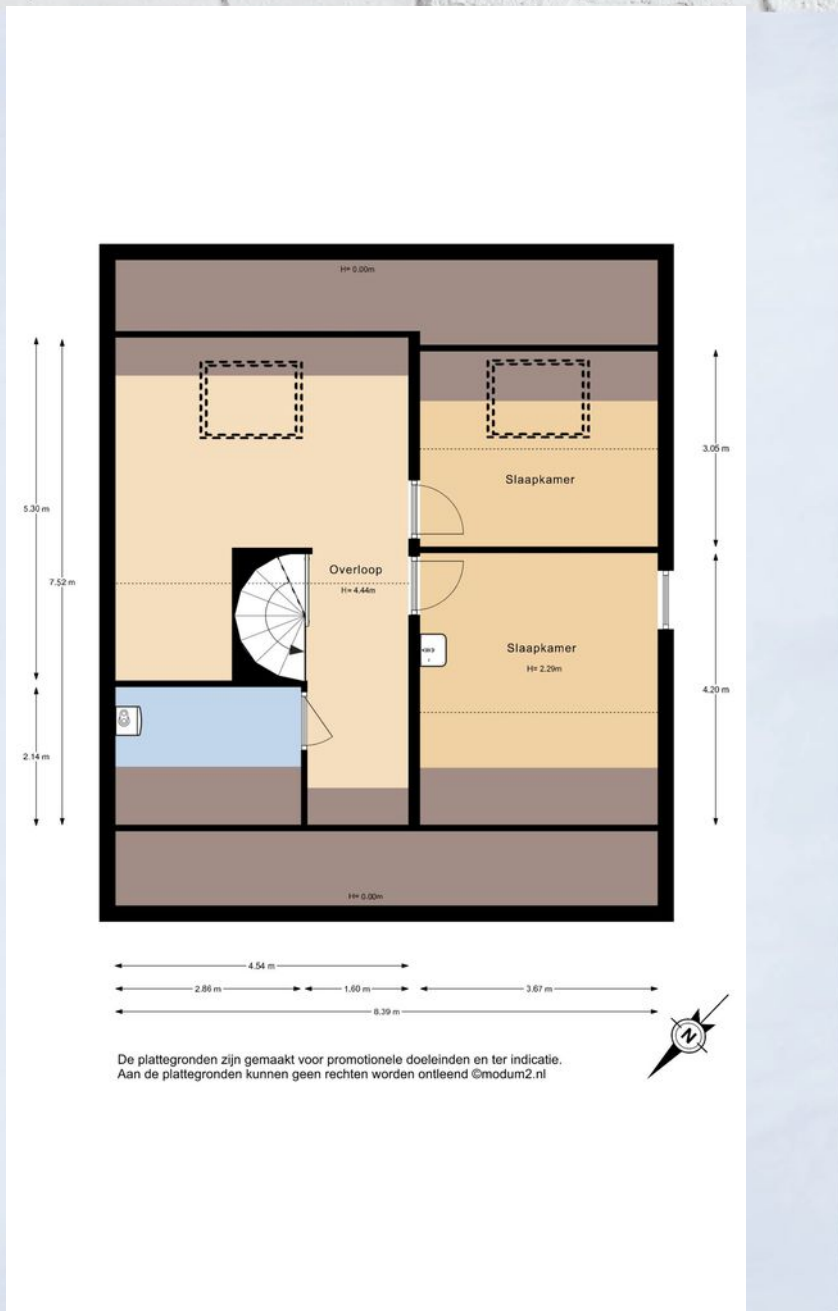 H= 0.00m
3.05 m
Slaapkamer
5.30 m
Overloop
7.52 m
H= 4.44m
Slaapkamer
H= 2.29m
4.20 m
2.14 m
H= 0.00m
4.54 m
2.86 m
1.60 m
3.67 m
8.39 m
N
De plattegronden zijn gemaakt voor promotionele doeleinden en ter indicatie.
Aan de plattegronden kunnen geen rechten worden ontleend ©modum2.nl